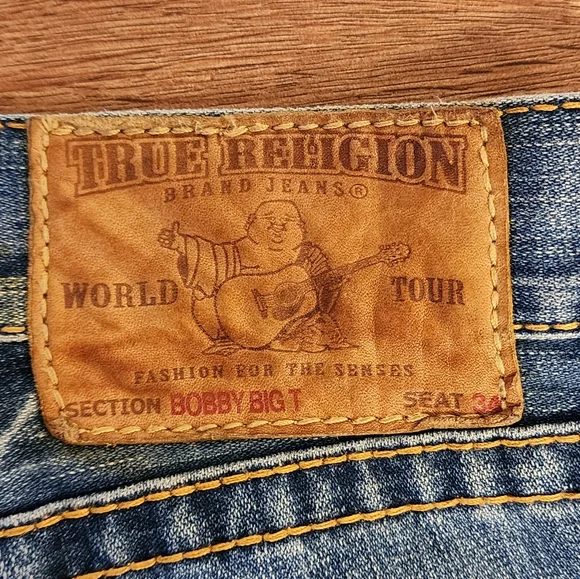 TRUE RELIGION
BRAND JEANS®
WORLD TOUR
FASHION FOR THE SENSES
SECTION BOBBY BIG T SEAT 34